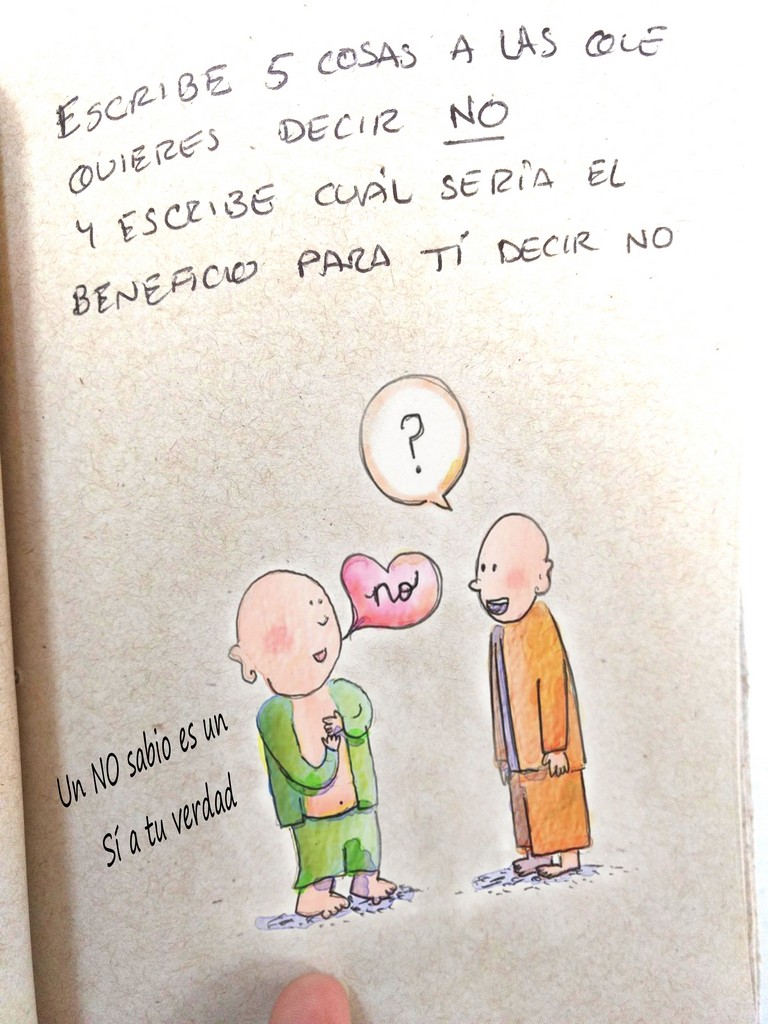 ESCRIBE 5 COSAS A LAS QUE
QUIERES DECIR NO
Y ESCRIBE CUÁL SERÍA EL
BENEFICIO PARA TÍ DECIR NO
?
no
Un NO sabio es un
Sí a tu verdad